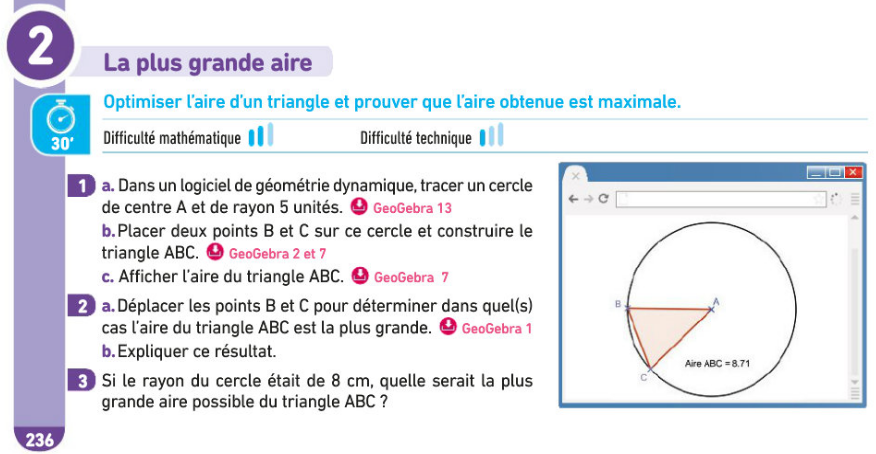 2
La plus grande aire
Optimiser l'aire d'un triangle et prouver que l'aire obtenue est maximale.
30'
Difficulté mathématique
Difficulté technique
1 a. Dans un logiciel de géométrie dynamique, tracer un cercle
de centre A et de rayon 5 unités. GeoGebra 13
b. Placer deux points B et C sur ce cercle et construire le
triangle ABC. GeoGebra 2 et 7
c. Afficher l'aire du triangle ABC. GeoGebra 7
2 a. Déplacer les points B et C pour déterminer dans quel(s)
cas l'aire du triangle ABC est la plus grande. GeoGebra 1
b. Expliquer ce résultat.
3 Si le rayon du cercle était de 8 cm, quelle serait la plus
grande aire possible du triangle ABC ?
B
A
C
Aire ABC = 8.71
236